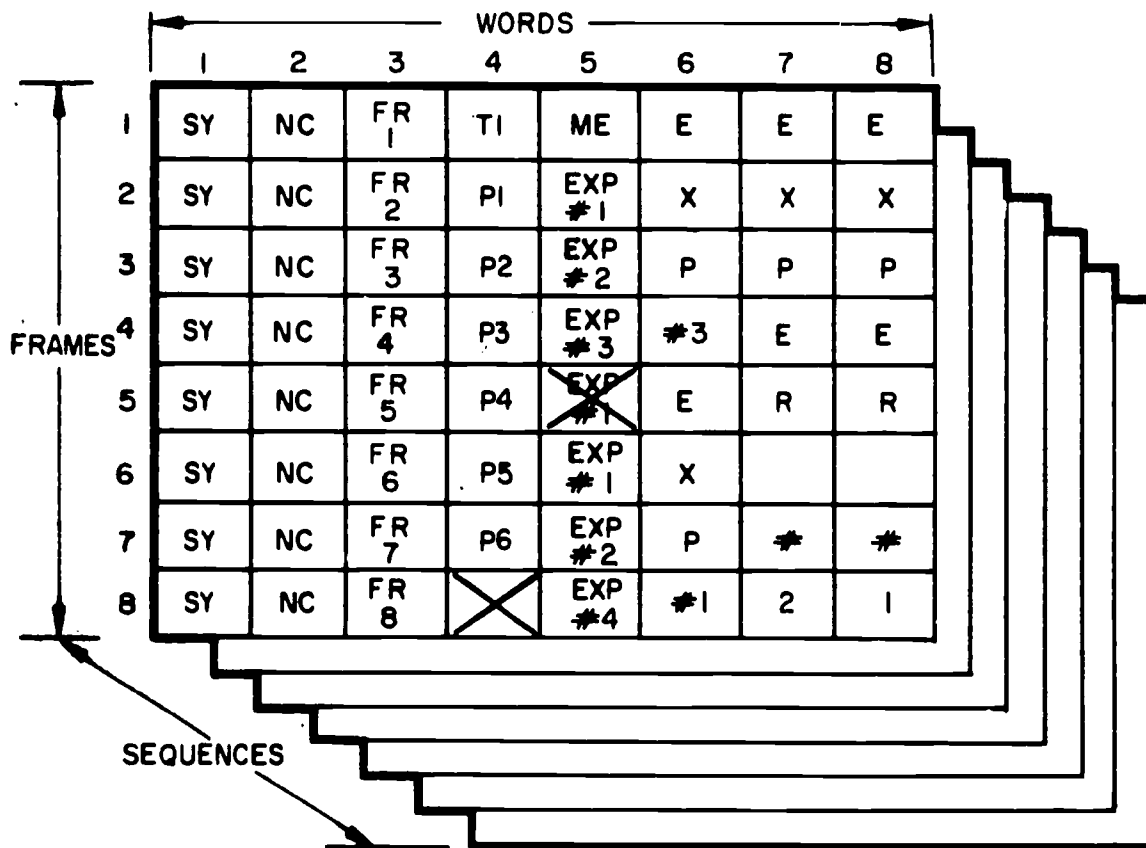 WORDS
1 2 3 4 5 6 7 8
1 SY NC FR 1 T1 ME E E E
2 SY NC FR 2 P1 EXP #1 X X X
3 SY NC FR 3 P2 EXP #2 P P P
FRAMES 4 SY NC FR 4 P3 EXP #3 #3 E E
5 SY NC FR 5 P4 EXP #1 E R R
6 SY NC FR 6 P5 EXP #1 X
7 SY NC FR 7 P6 EXP #2 P # #
8 SY NC FR 8 EXP #4 #1 2 1
SEQUENCES